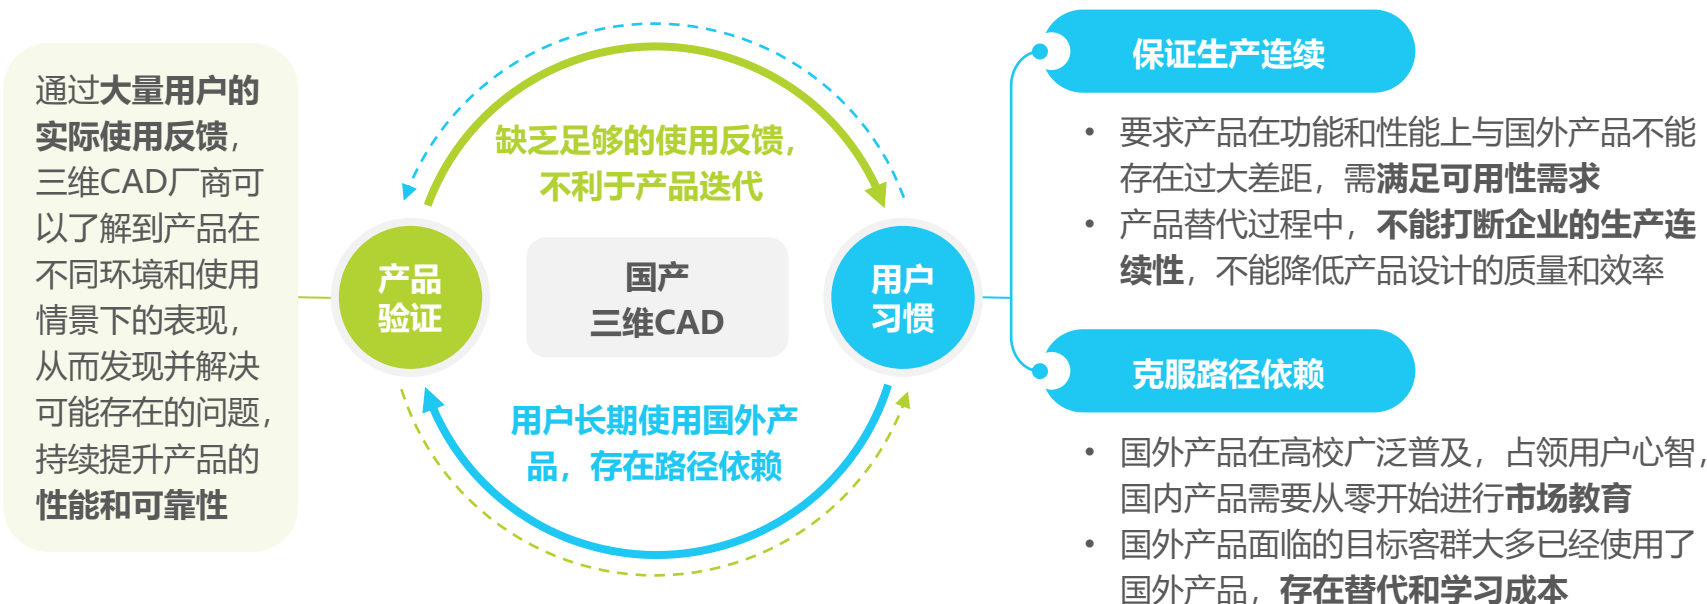 通过大量用户的
实际使用反馈，
三维CAD厂商可
以了解到产品在
不同环境和使用
情景下的表现，
从而发现并解决
可能存在的问题，
持续提升产品的
性能和可靠性
缺乏足够的使用反馈，
不利于产品迭代
产品
验证
国产
三维CAD
用户
习惯
用户长期使用国外产
品，存在路径依赖
保证生产连续
• 要求产品在功能和性能上与国外产品不能
存在过大差距，需满足可用性需求
• 产品替代过程中，不能打断企业的生产连
续性，不能降低产品设计的质量和效率
克服路径依赖
• 国外产品在高校广泛普及，占领用户心智，
国内产品需要从零开始进行市场教育
• 国外产品面临的目标客群大多已经使用了
国外产品，存在替代和学习成本